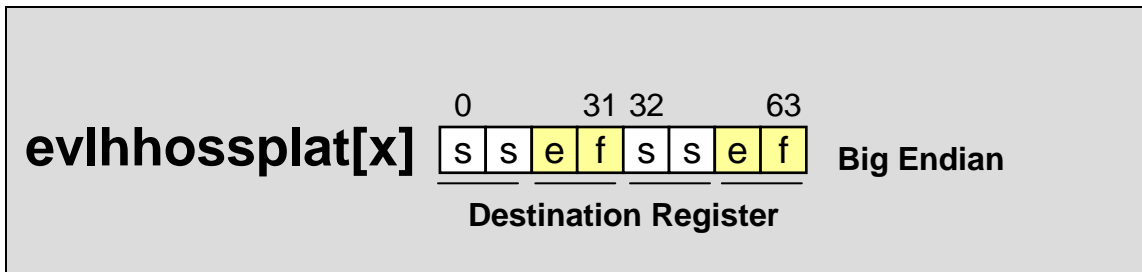 0 31 32 63
evlhhossplat[x] s s e f s s e f Big Endian
Destination Register